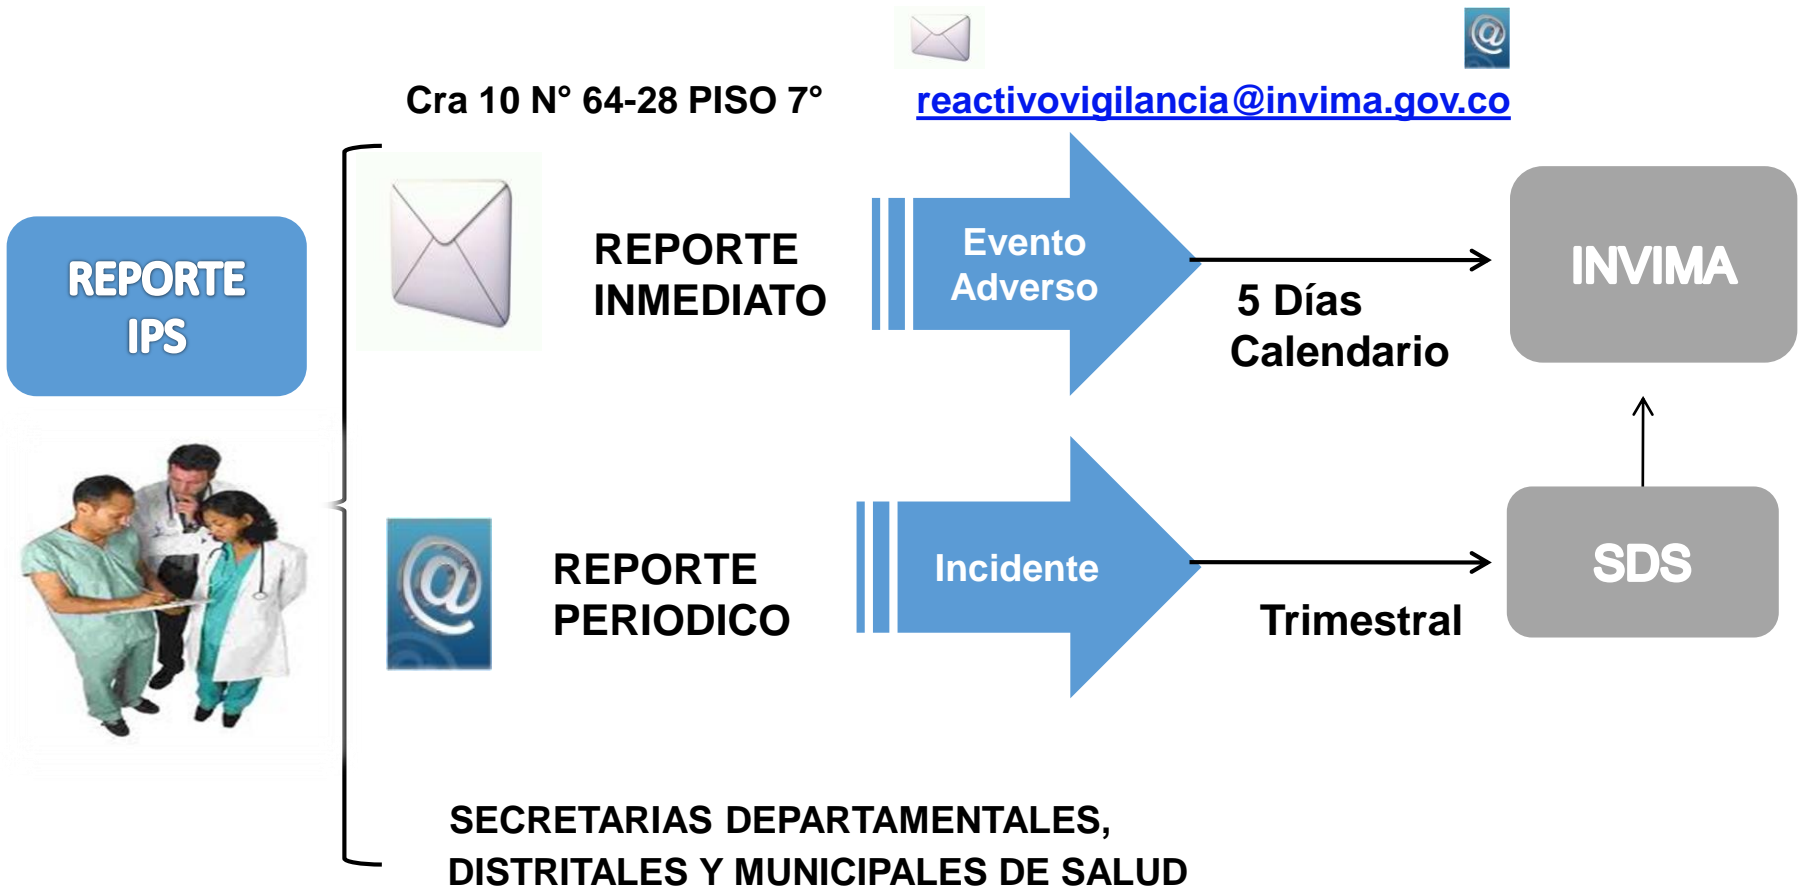 Cra 10 N° 64-28 PISO 7°
reactivovigilancia@invima.gov.co
REPORTE
IPS
REPORTE
INMEDIATO
Evento
Adverso
5 Días
Calendario
INVIMA
REPORTE
PERIODICO
Incidente
Trimestral
SDS
SECRETARIAS DEPARTAMENTALES,
DISTRITALES Y MUNICIPALES DE SALUD